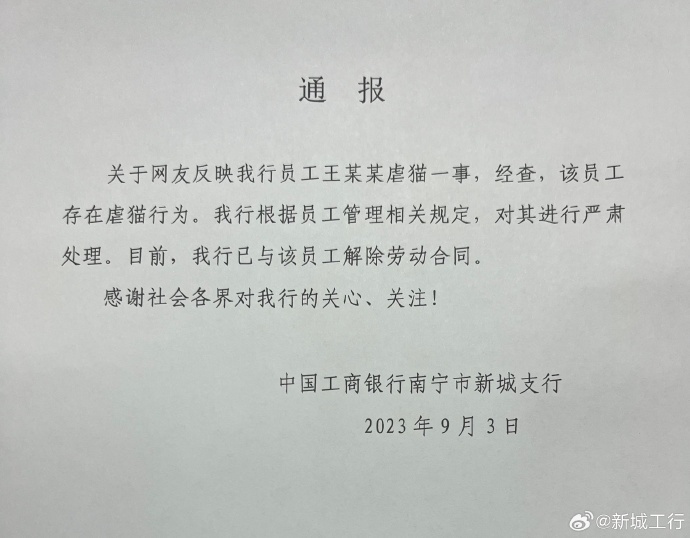 通 报
关于网友反映我行员工王某某虐猫一事，经查，该员工
存在虐猫行为。我行根据员工管理相关规定，对其进行严肃
处理。目前，我行已与该员工解除劳动合同。
感谢社会各界对我行的关心、关注！
中国工商银行南宁市新城支行
2023年9月3日
@新城工行